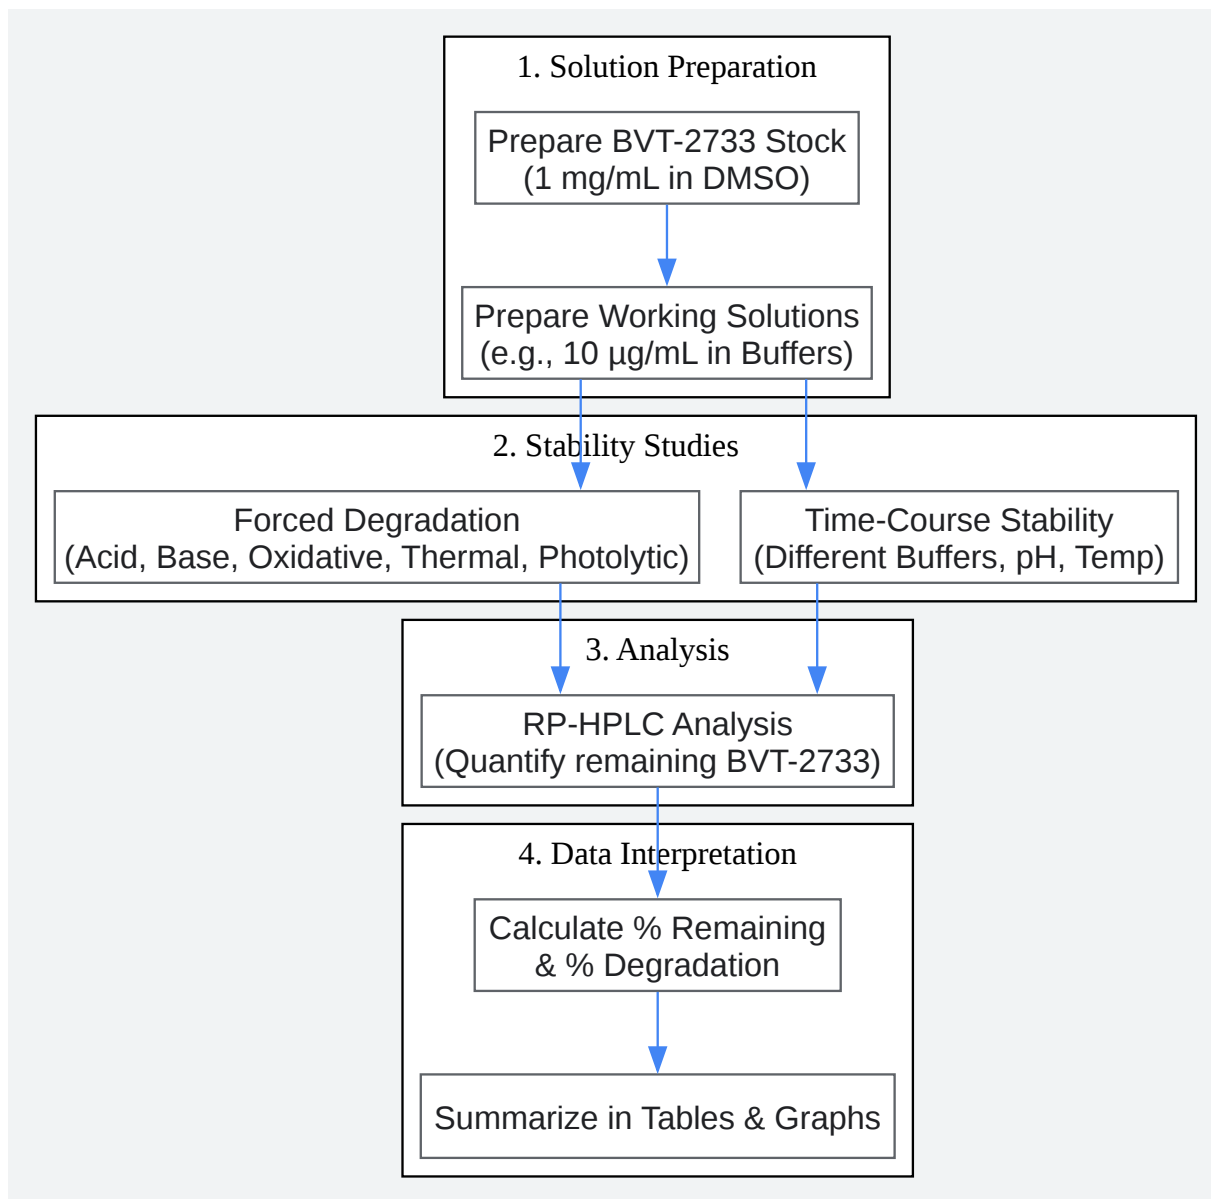 1. Solution Preparation
Prepare BVT-2733 Stock
(1 mg/mL in DMSO)
Prepare Working Solutions
(e.g., 10 µg/mL in Buffers)
2. Stability Studies
Forced Degradation
(Acid, Base, Oxidative, Thermal, Photolytic)
Time-Course Stability
(Different Buffers, pH, Temp)
3. Analysis
RP-HPLC Analysis
(Quantify remaining BVT-2733)
4. Data Interpretation
Calculate % Remaining
& % Degradation
Summarize in Tables & Graphs